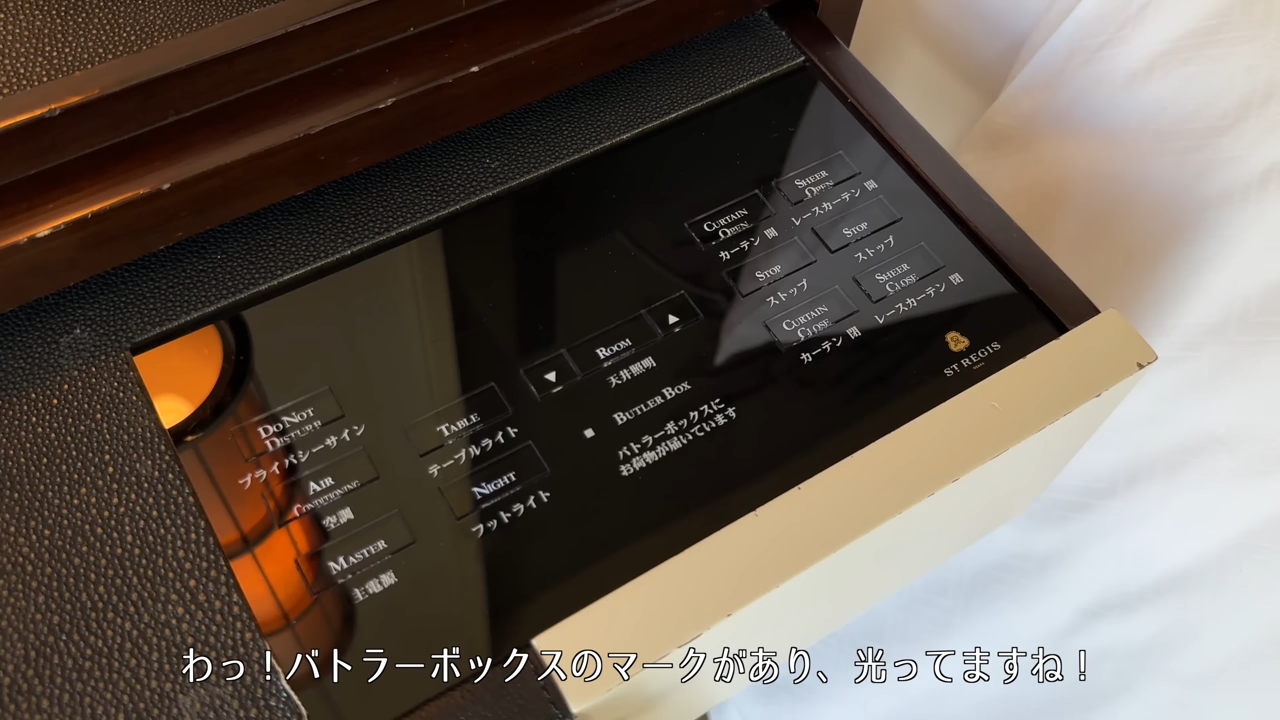 SHEER
OPEN
レースカーテン 開
CURTAIN
OPEN
カーテン 開
STOP
ストップ
STOP
ストップ
SHEER
CLOSE
レースカーテン 閉
CURTAIN
CLOSE
カーテン 閉
▼ ROOM ▲
天井照明
ST REGIS
BUTLER BOX
バトラーボックスに
お荷物が届いています
TABLE
テーブルライト
NIGHT
フットライト
DO NOT
DISTURB
プライバシーサイン
AIR
CONDITIONING
空調
MASTER
主電源
わっ！バトラーボックスのマークがあり、光ってますね！